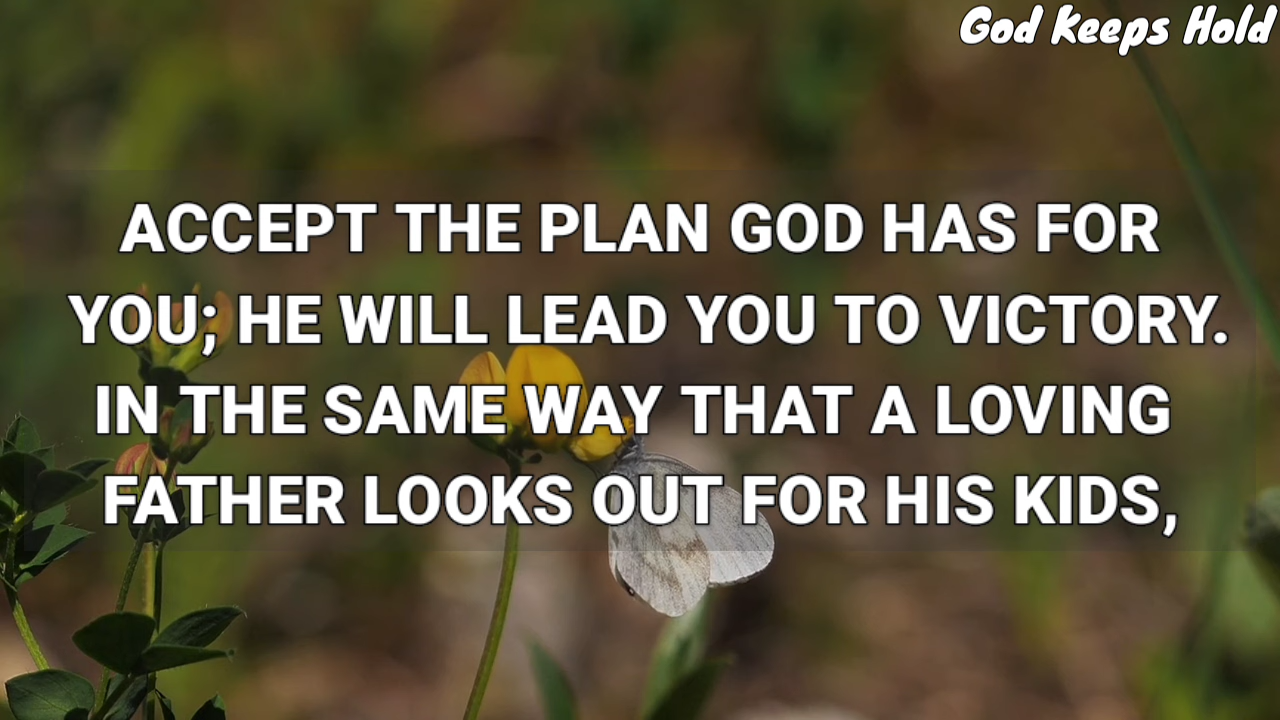 God Keeps Hold
ACCEPT THE PLAN GOD HAS FOR
YOU; HE WILL LEAD YOU TO VICTORY.
IN THE SAME WAY THAT A LOVING
FATHER LOOKS OUT FOR HIS KIDS,